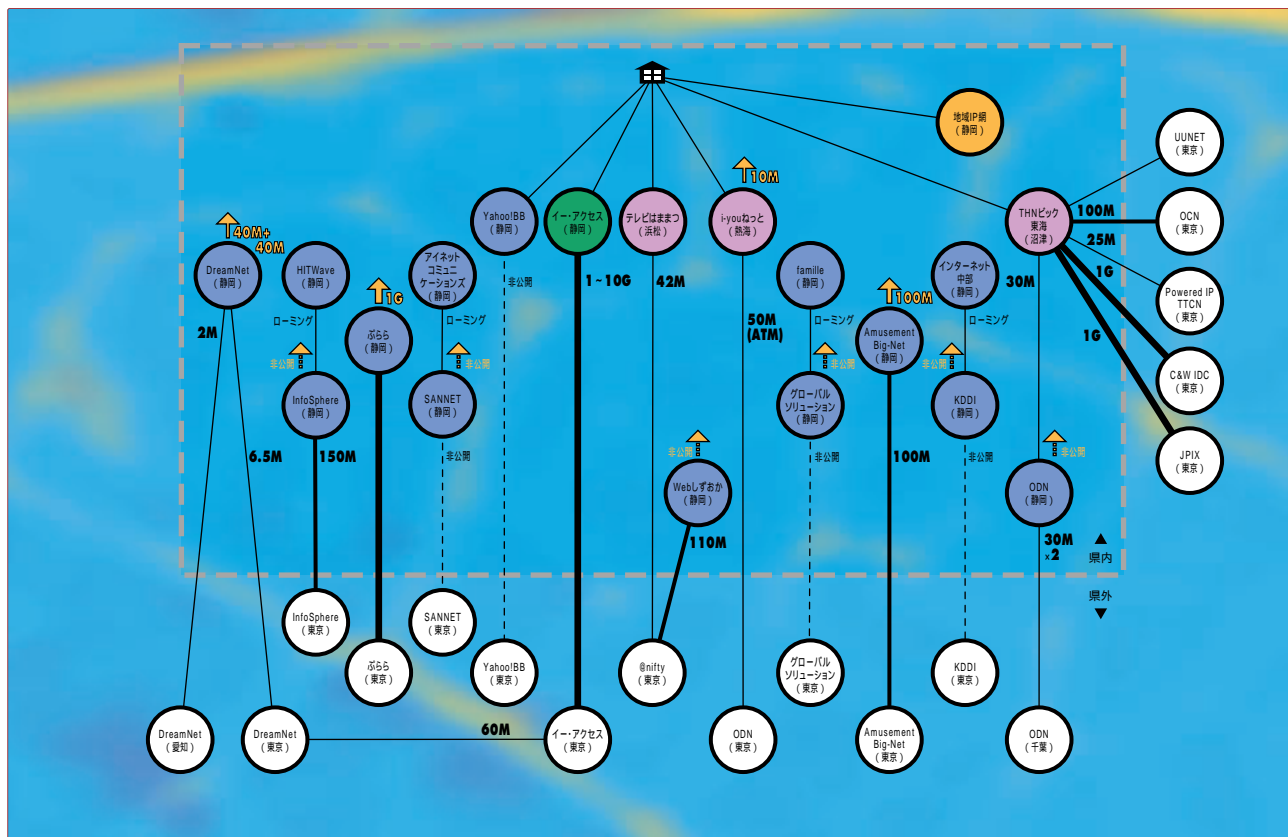 地域IP網
(静岡)
UUNET
(東京)
10M
Yahoo!BB
(静岡)
イー・アクセス
(静岡)
テレビはままつ
(浜松)
i-youねっと
(熱海)
THNビック
東海
(沼津)
100M
OCN
(東京)
25M
40M+
40M
DreamNet
(静岡)
HITWave
(静岡)
アイネット
コミュニ
ケーションズ
(静岡)
非公開
1~10G
42M
famille
(静岡)
インターネット
中部
(静岡)
30M
1G
Powered IP
TTCN
(東京)
1G
100M
2M
ローミング
ローミング
50M
(ATM)
ローミング
ローミング
1G
ぷらら
(静岡)
Amusement
Big-Net
(静岡)
非公開
非公開
非公開
非公開
C&W IDC
(東京)
InfoSphere
(静岡)
SANNET
(静岡)
グローバル
ソリューション
(静岡)
KDDI
(静岡)
6.5M
150M
非公開
非公開
非公開
100M
非公開
非公開
JPIX
(東京)
Webしずおか
(静岡)
ODN
(静岡)
110M
30M
×2
▲
県内
県外
▼
InfoSphere
(東京)
SANNET
(東京)
ぷらら
(東京)
Yahoo!BB
(東京)
@nifty
(東京)
グローバル
ソリューション
(東京)
KDDI
(東京)
60M
DreamNet
(愛知)
DreamNet
(東京)
イー・アクセス
(東京)
ODN
(東京)
Amusement
Big-Net
(東京)
ODN
(千葉)